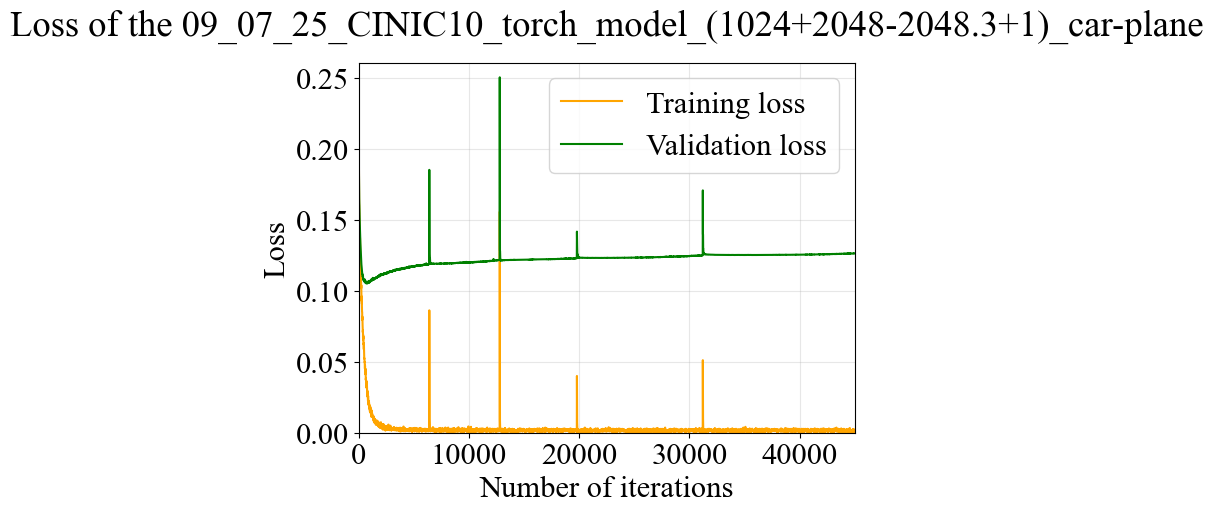 Loss of the 09_07_25_CINIC10_torch_model_(1024+2048-2048.3+1)_car-plane
0.25
0.20
0.15
0.10
0.05
0.00
Loss
Training loss
Validation loss
0 10000 20000 30000 40000
Number of iterations